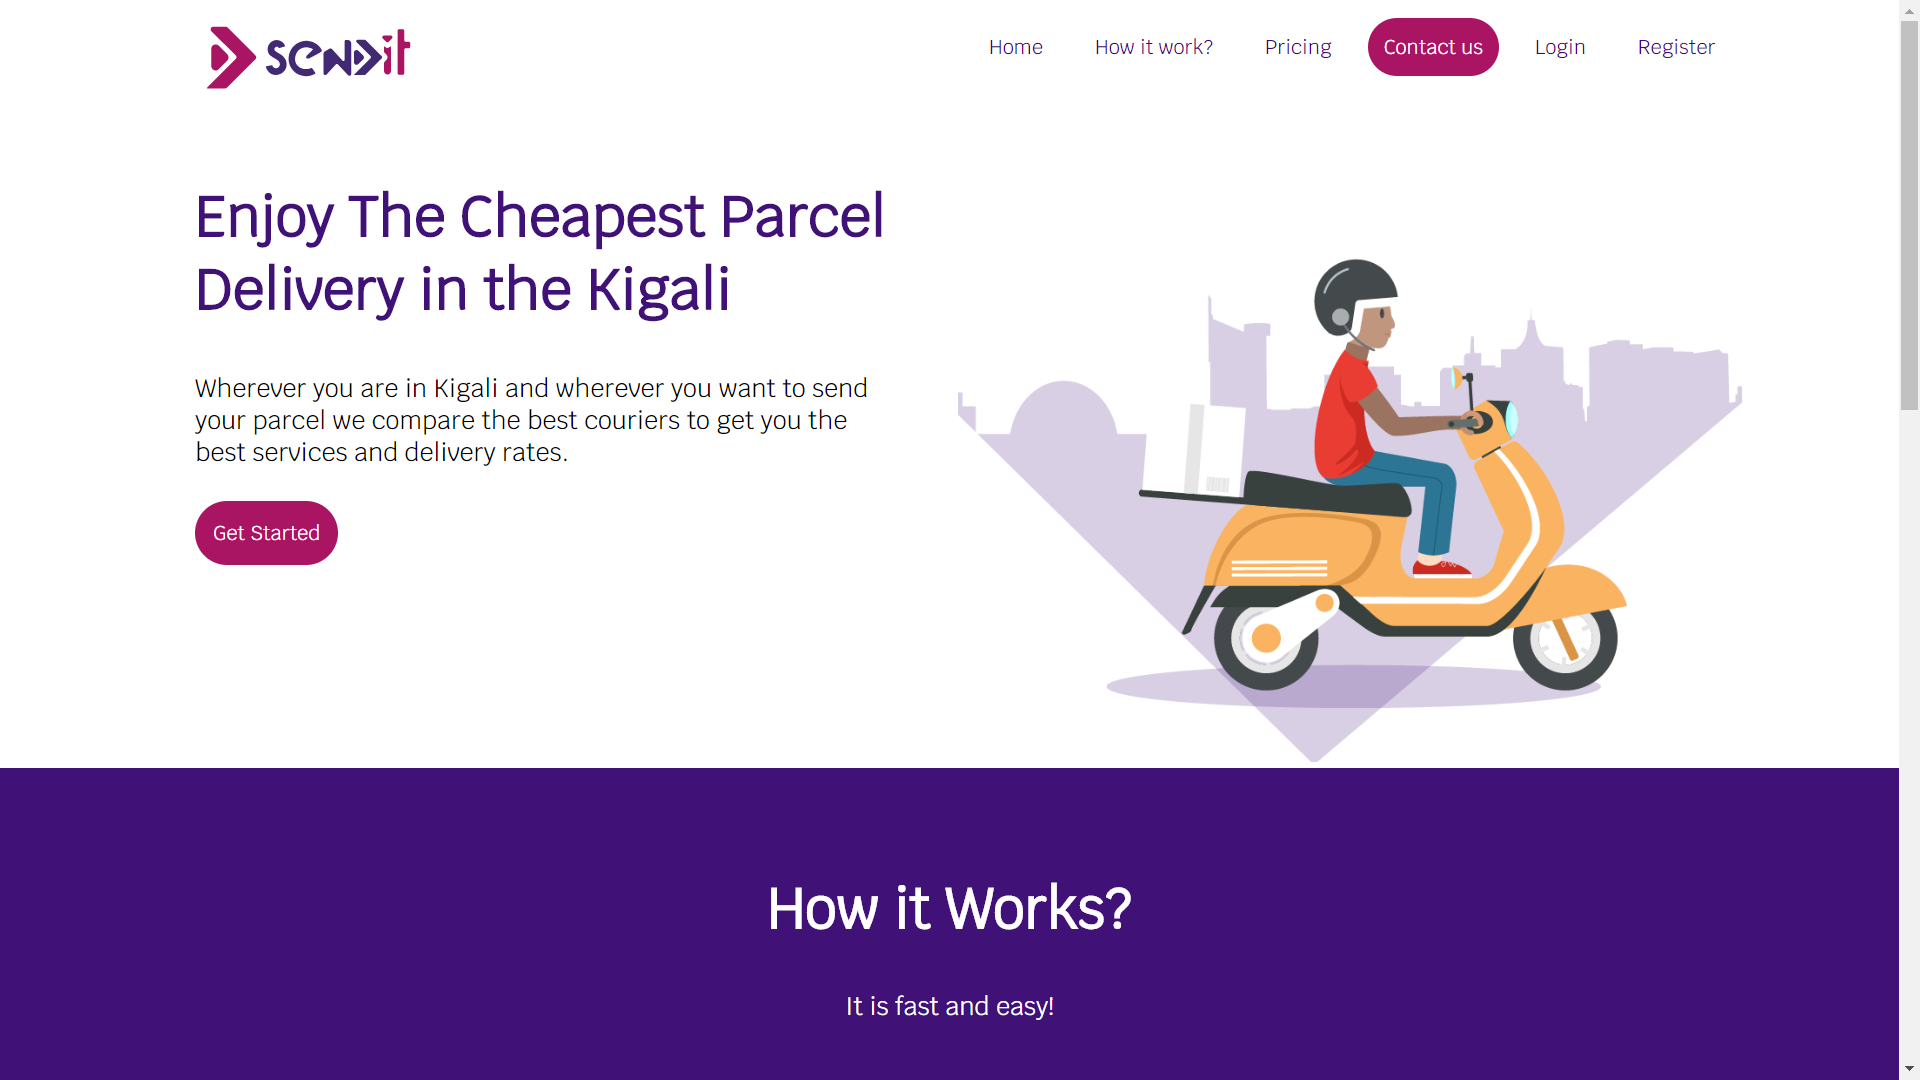 sendit
Home How it work? Pricing Contact us Login Register
Enjoy The Cheapest Parcel
Delivery in the Kigali
Wherever you are in Kigali and wherever you want to send
your parcel we compare the best couriers to get you the
best services and delivery rates.
Get Started
How it Works?
It is fast and easy!